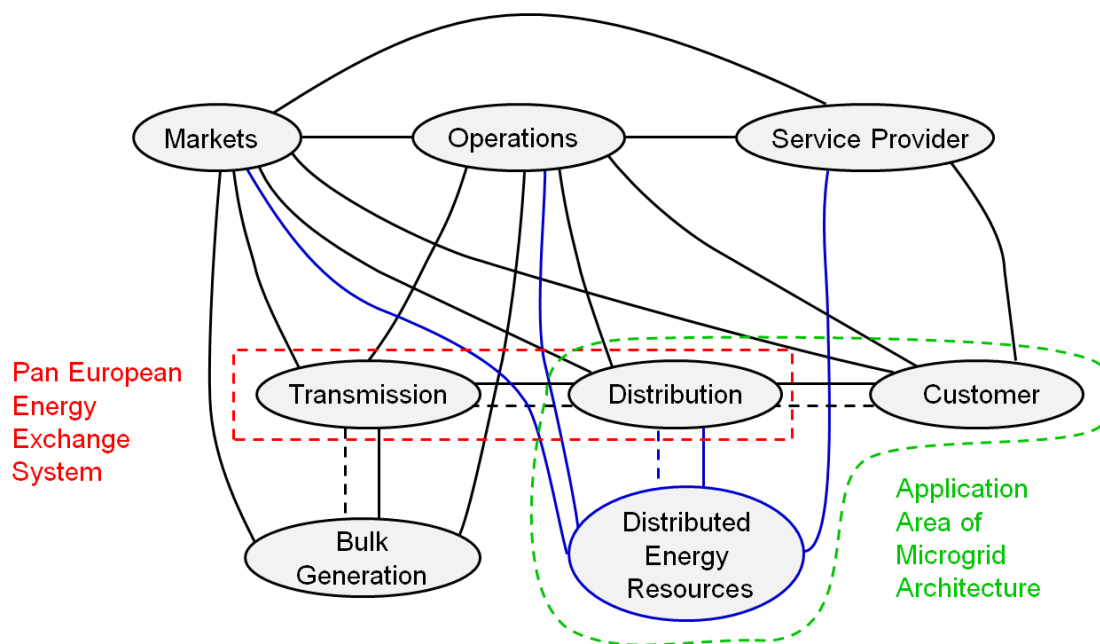 Markets
Operations
Service Provider
Pan European
Energy
Exchange
System
Transmission
Distribution
Customer
Bulk
Generation
Distributed
Energy
Resources
Application
Area of
Microgrid
Architecture